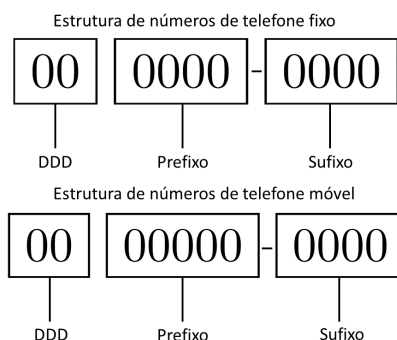 Estrutura de números de telefone fixo
00 0000 - 0000
DDD Prefixo Sufixo
Estrutura de números de telefone móvel
00 00000 - 0000
DDD Prefixo Sufixo